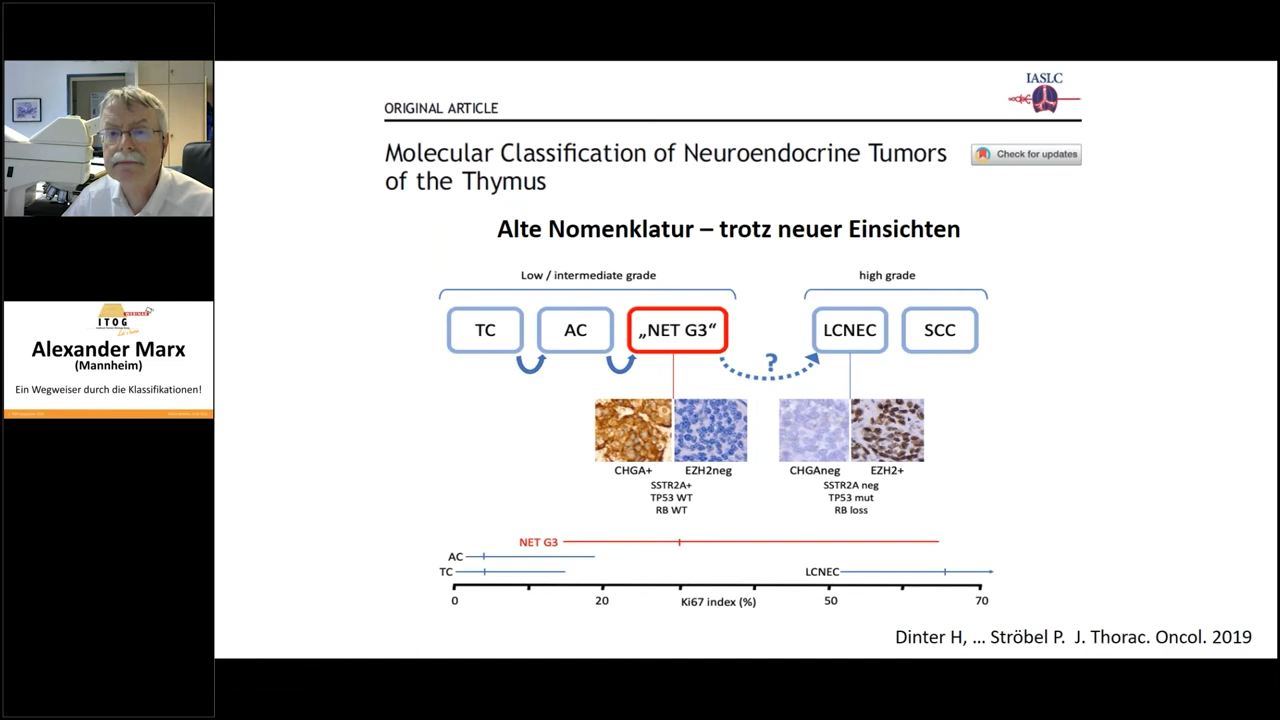 IASLC
ORIGINAL ARTICLE
Molecular Classification of Neuroendocrine Tumors
of the Thymus
Check for updates
Alte Nomenklatur – trotz neuer Einsichten
Low / intermediate grade
high grade
TC
AC
„NET G3“
LCNEC
SCC
?
CHGA+
EZH2neg
CHGAneg
EZH2+
SSTR2A+
TP53 WT
RB WT
SSTR2A neg
TP53 mut
RB loss
NET G3
AC
TC
LCNEC
0
20
Ki67 index (%)
50
70
Dinter H, ... Ströbel P. J. Thorac. Oncol. 2019
WEBINAR
ITOG
Alexander Marx
(Mannheim)
Ein Wegweiser durch die Klassifikationen!